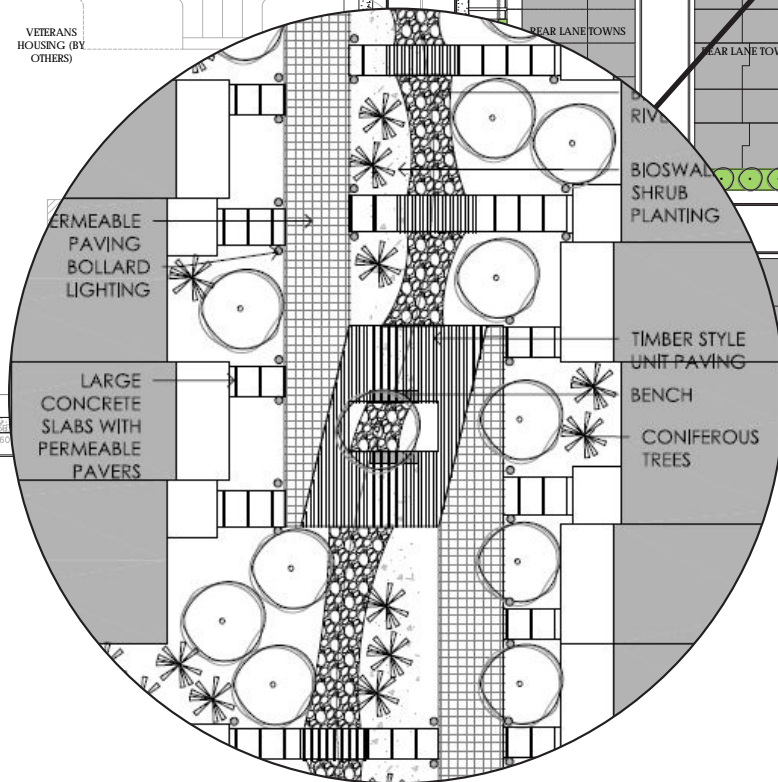 VETERANS
HOUSING (BY
OTHERS)
REAR LANE TOWNS
REAR LANE TOW
RIVE
BIOSWAL
SHRUB
PLANTING
ERMEABLE
PAVING
BOLLARD
LIGHTING
TIMBER STYLE
UNIT PAVING
BENCH
CONIFEROUS
TREES
LARGE
CONCRETE
SLABS WITH
PERMEABLE
PAVERS